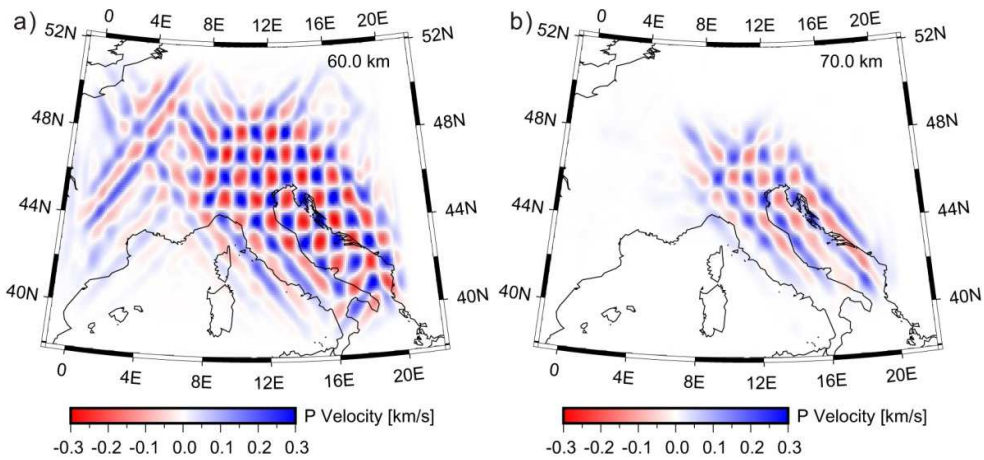 a)
0 4E 8E 12E 16E 20E
52N 52N
60.0 km
48N 48N
44N 44N
40N 40N
0 4E 8E 12E 16E 20E
P Velocity [km/s]
-0.3 -0.2 -0.1 0.0 0.1 0.2 0.3
b)
0 4E 8E 12E 16E 20E
52N 52N
70.0 km
48N 48N
44N 44N
40N 40N
0 4E 8E 12E 16E 20E
P Velocity [km/s]
-0.3 -0.2 -0.1 0.0 0.1 0.2 0.3